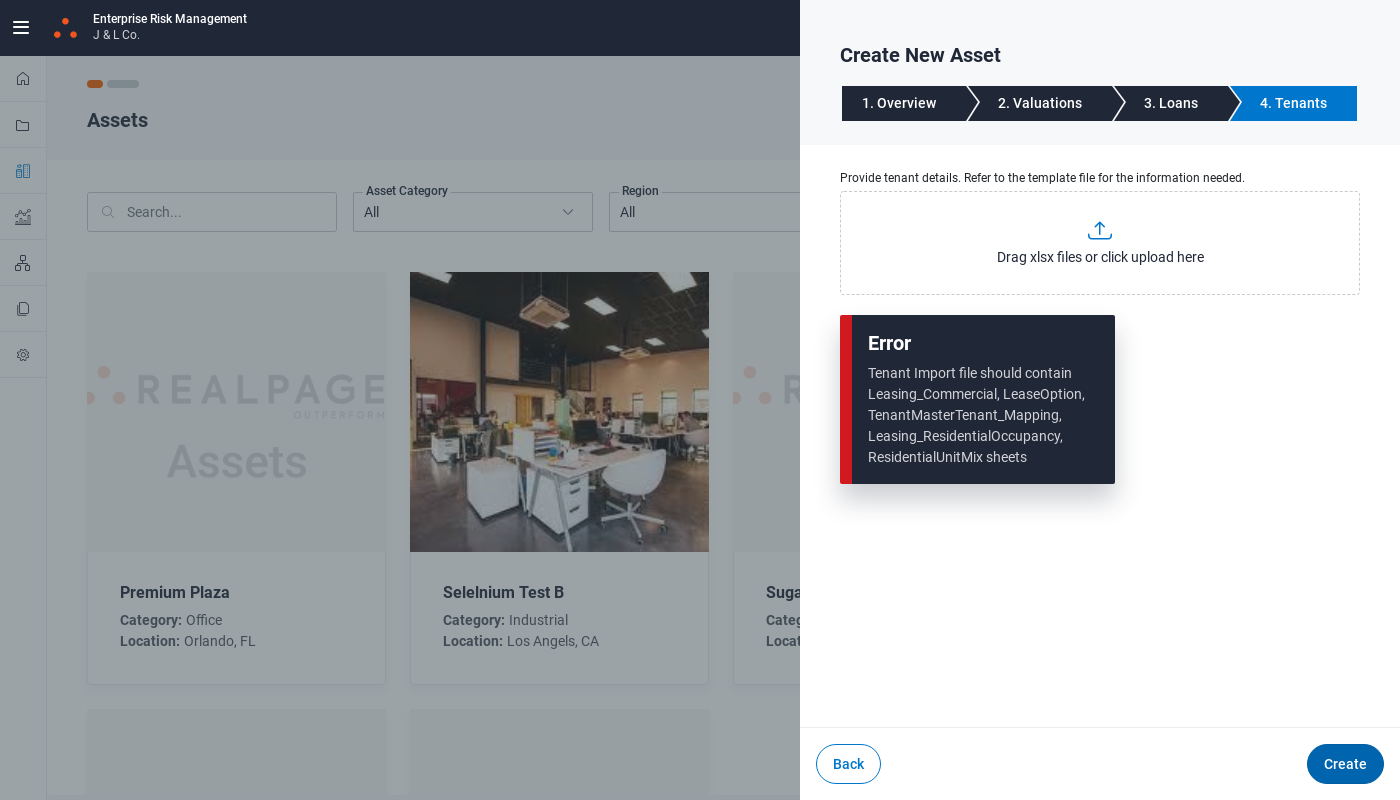 Enterprise Risk Management
J & L Co.
Assets
Search...
Asset Category
All
Region
All
REALPAGE
OUTPERFORM
Assets
Premium Plaza
Category: Office
Location: Orlando, FL
Selelnium Test B
Category: Industrial
Location: Los Angels, CA
Create New Asset
1. Overview
2. Valuations
3. Loans
4. Tenants
Provide tenant details. Refer to the template file for the information needed.
Drag xlsx files or click upload here
Error
Tenant Import file should contain
Leasing_Commercial, LeaseOption,
TenantMasterTenant_Mapping,
Leasing_ResidentialOccupancy,
ResidentialUnitMix sheets
Back
Create